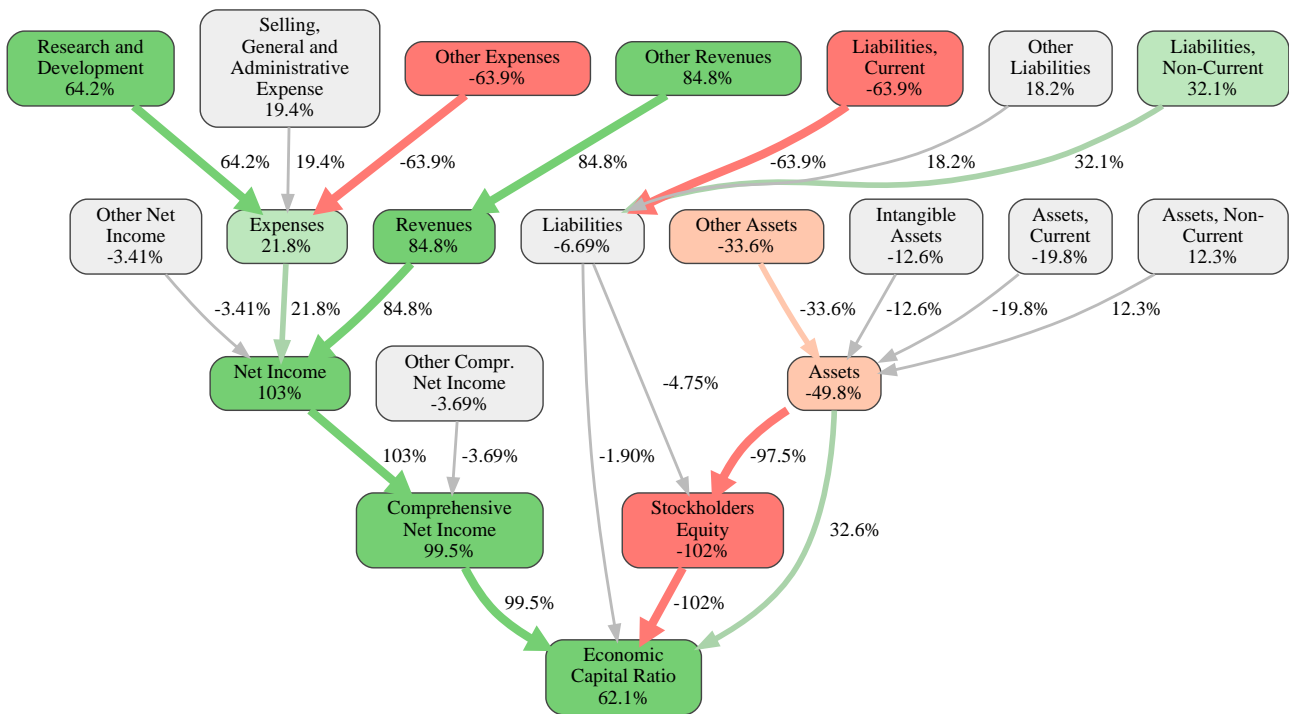 Research and
Development
64.2%
Selling,
General and
Administrative
Expense
19.4%
Other Expenses
-63.9%
Other Revenues
84.8%
Liabilities,
Current
-63.9%
Other
Liabilities
18.2%
Liabilities,
Non-Current
32.1%
64.2%
19.4%
-63.9%
84.8%
-63.9%
18.2%
32.1%
Other Net
Income
-3.41%
Expenses
21.8%
Revenues
84.8%
Liabilities
-6.69%
Other Assets
-33.6%
Intangible
Assets
-12.6%
Assets,
Current
-19.8%
Assets, Non-
Current
12.3%
-3.41%
21.8%
84.8%
-33.6%
-12.6%
-19.8%
12.3%
Net Income
103%
Other Compr.
Net Income
-3.69%
-4.75%
Assets
-49.8%
103%
-3.69%
-1.90%
-97.5%
32.6%
Comprehensive
Net Income
99.5%
Stockholders
Equity
-102%
99.5%
-102%
Economic
Capital Ratio
62.1%